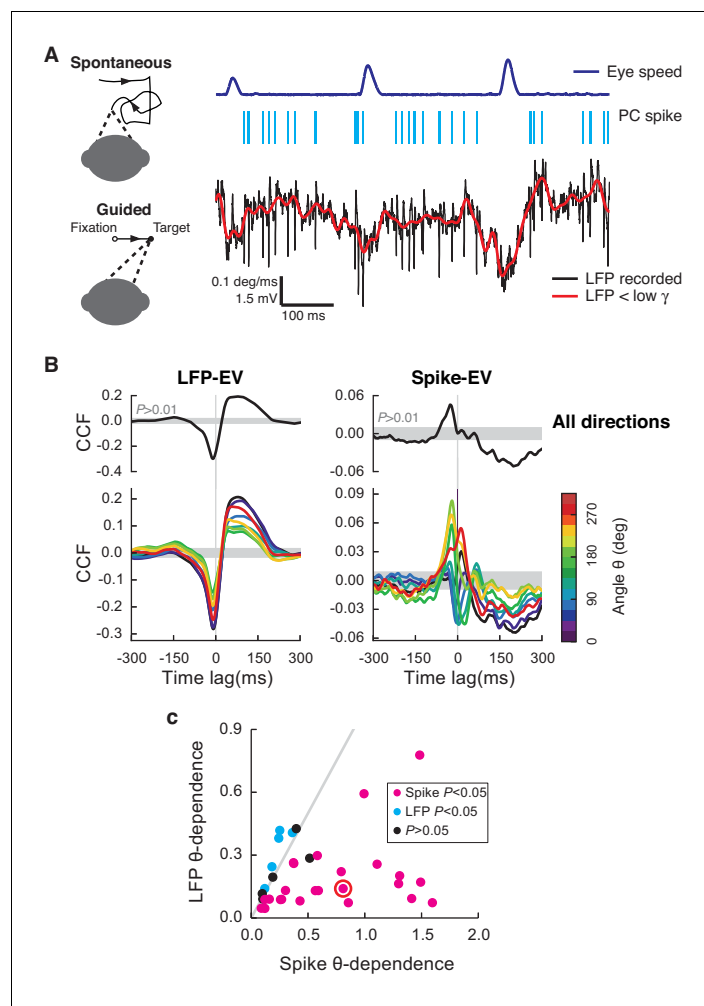 A
Spontaneous
Eye speed
PC spike
Guided
Fixation
Target
0.1 deg/ms
1.5 mV
100 ms
LFP recorded
LFP < low γ
B
LFP-EV
Spike-EV
All directions
CCF
0.2
0.0
-0.2
-0.4
P>0.01
0.06
0.00
-0.06
P>0.01
CCF
0.2
0.1
0.0
-0.1
-0.2
-0.3
-300
-150
0
150
300
Time lag(ms)
0.09
0.06
0.03
0.00
-0.03
-0.06
-300
-150
0
150
300
Time lag(ms)
270
180
90
0
Angle θ (deg)
c
LFP θ-dependence
0.9
0.6
0.3
0.0
Spike P<0.05
LFP P<0.05
P>0.05
0.0
0.5
1.0
1.5
2.0
Spike θ-dependence